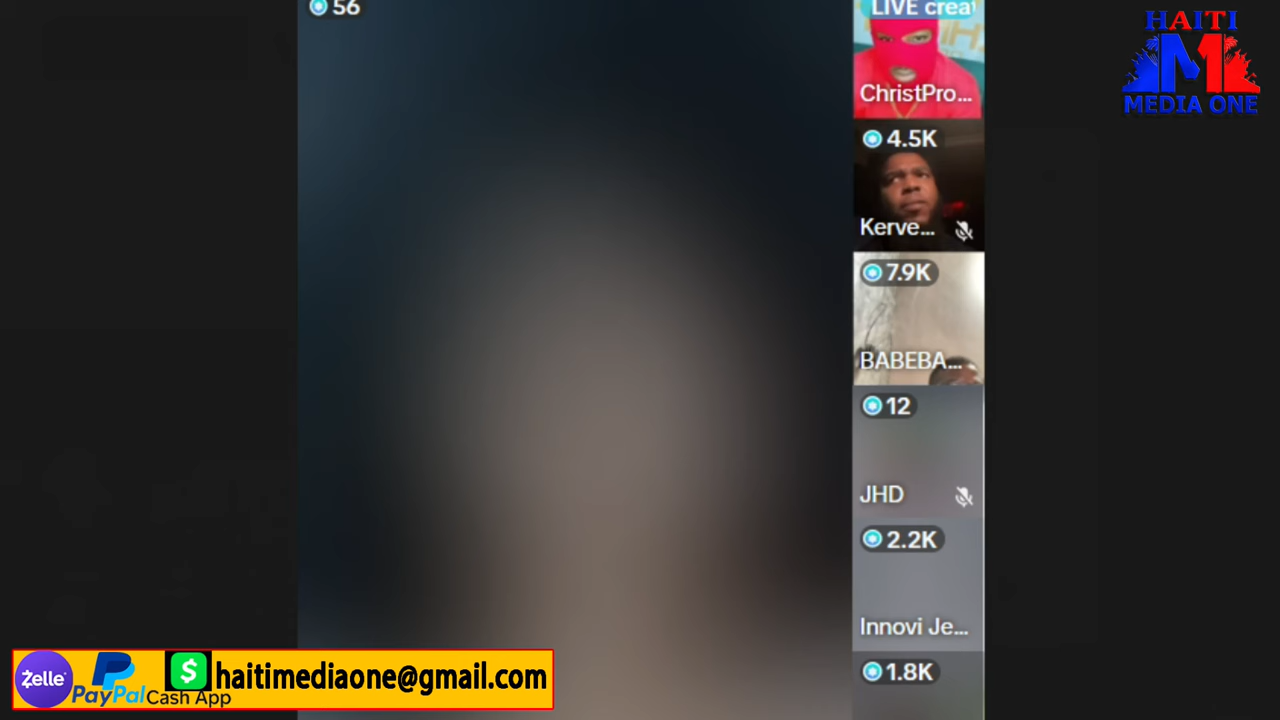 56
LIVE crea
ChristPro...
4.5K
Kerve...
7.9K
BABEBA...
12
JHD
2.2K
Innovi Je...
1.8K
HAITI
M1
MEDIA ONE
Zelle
PayPal
$
Cash App
haitimediaone@gmail.com